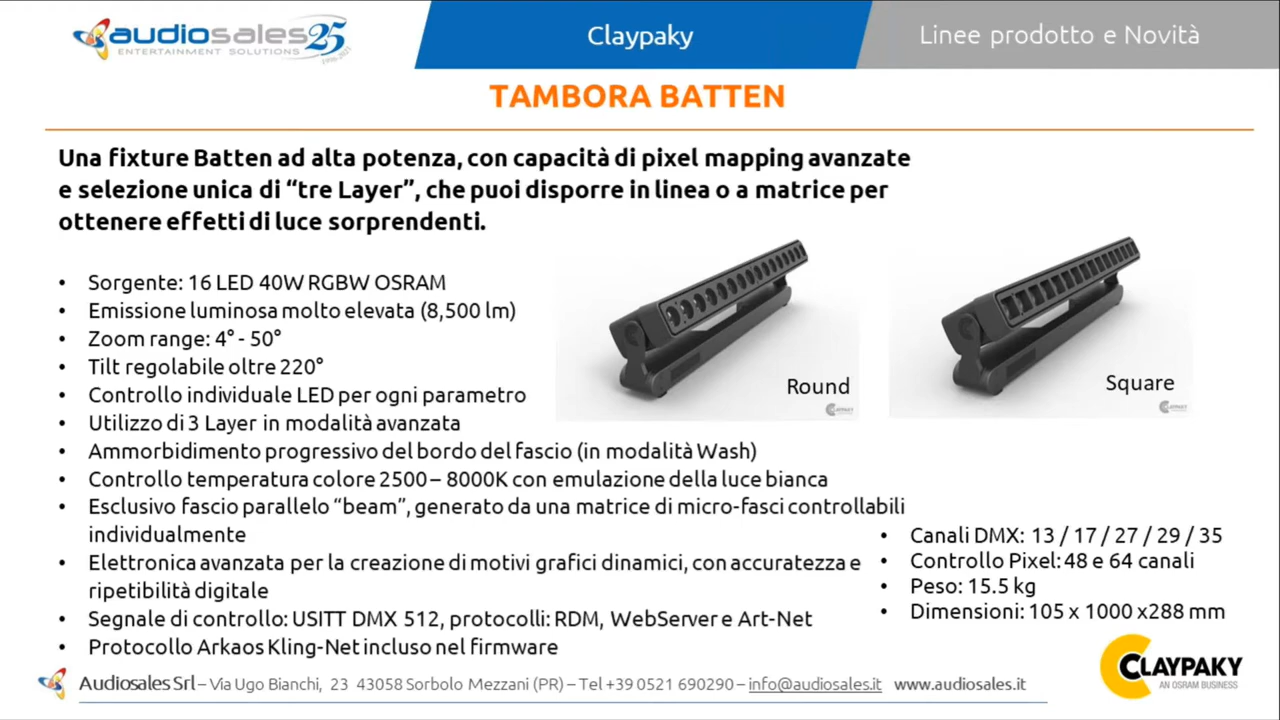 audiosales 25
ENTERTAINMENT SOLUTIONS
1996-2021
Claypaky
Linee prodotto e Novità
TAMBORA BATTEN
Una fixture Batten ad alta potenza, con capacità di pixel mapping avanzate
e selezione unica di “tre Layer”, che puoi disporre in linea o a matrice per
ottenere effetti di luce sorprendenti.
• Sorgente: 16 LED 40W RGBW OSRAM
• Emissione luminosa molto elevata (8,500 lm)
• Zoom range: 4° - 50°
• Tilt regolabile oltre 220°
• Controllo individuale LED per ogni parametro
• Utilizzo di 3 Layer in modalità avanzata
• Ammorbidimento progressivo del bordo del fascio (in modalità Wash)
• Controllo temperatura colore 2500 – 8000K con emulazione della luce bianca
• Esclusivo fascio parallelo “beam”, generato da una matrice di micro-fasci controllabili
individualmente
• Elettronica avanzata per la creazione di motivi grafici dinamici, con accuratezza e
ripetibilità digitale
• Segnale di controllo: USITT DMX 512, protocolli: RDM, WebServer e Art-Net
• Protocollo Arkaos Kling-Net incluso nel firmware
Round
CLAYPAKY
Square
CLAYPAKY
• Canali DMX: 13 / 17 / 27 / 29 / 35
• Controllo Pixel: 48 e 64 canali
• Peso: 15.5 kg
• Dimensioni: 105 x 1000 x288 mm
CLAYPAKY
AN OSRAM BUSINESS
Audiosales Srl – Via Ugo Bianchi, 23 43058 Sorbolo Mezzani (PR) – Tel +39 0521 690290 – info@audiosales.it www.audiosales.it